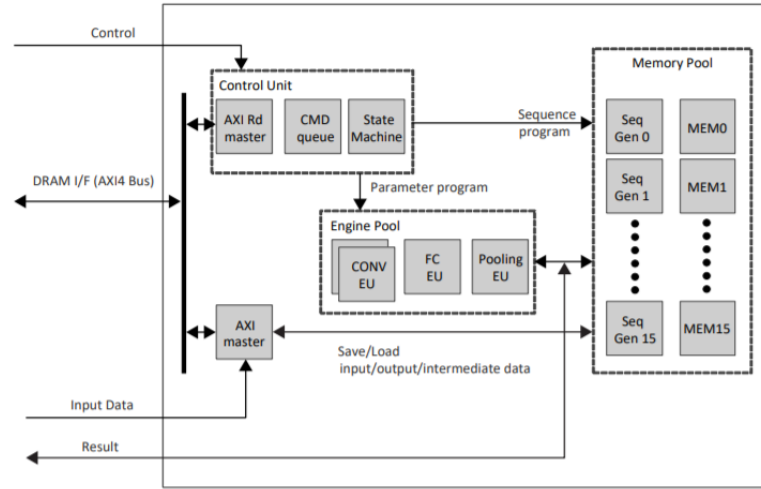 Control
Control Unit
AXI Rd
master
CMD
queue
State
Machine
Sequence
program
Memory Pool
Seq
Gen 0
MEM0
Seq
Gen 1
MEM1
DRAM I/F (AXI4 Bus)
Parameter program
Engine Pool
CONV
EU
FC
EU
Pooling
EU
AXI
master
Seq
Gen 15
MEM15
Save/Load
input/output/intermediate data
Input Data
Result